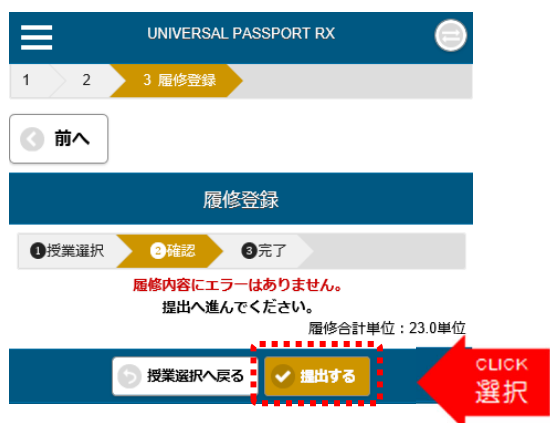 UNIVERSAL PASSPORT RX
1 2 3 履修登録
前へ
履修登録
❶授業選択 ❷確認 ❸完了
履修内容にエラーはありません。
提出へ進んでください。
履修合計単位：23.0単位
授業選択へ戻る 提出する
CLICK
選択